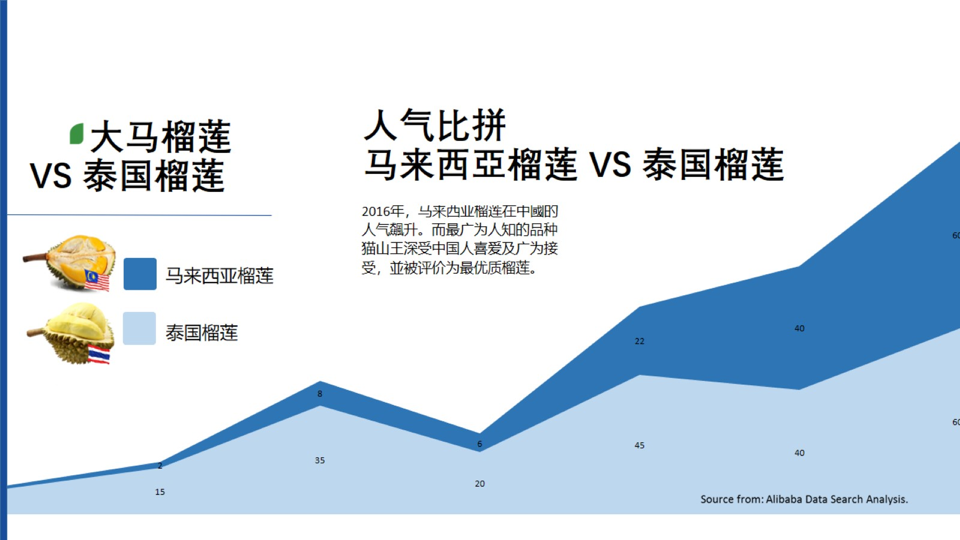 大马榴莲
VS 泰国榴莲
马来西亚榴莲
泰国榴莲
人气比拼
马来西亞榴莲 VS 泰国榴莲
2016年，马来西业榴莲在中國的
人气飙升。而最广为人知的品种
猫山王深受中国人喜爱及广为接
受，並被评价为最优质榴莲。
60
40
22
8
6
2
60
45
40
35
20
15
Source from: Alibaba Data Search Analysis.